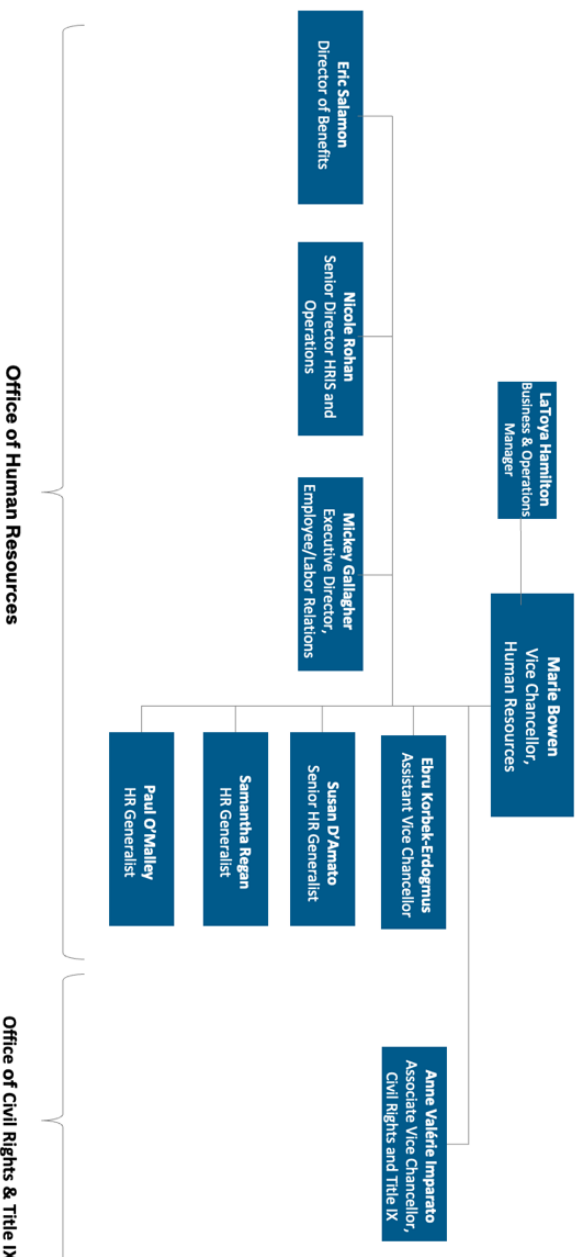 Marie Bowen
Vice Chancellor,
Human Resources
LaToya Hamilton
Business & Operations
Manager
Eric Salamon
Director of Benefits
Nicole Rohan
Senior Director HRIS and
Operations
Mickey Gallagher
Executive Director,
Employee/Labor Relations
Ebru Korbek-Erdogmus
Assistant Vice Chancellor
Susan D’Amato
Senior HR Generalist
Samantha Regan
HR Generalist
Paul O’Malley
HR Generalist
Anne Valérie Imparato
Associate Vice Chancellor,
Civil Rights and Title IX
Office of Human Resources
Office of Civil Rights & Title IX